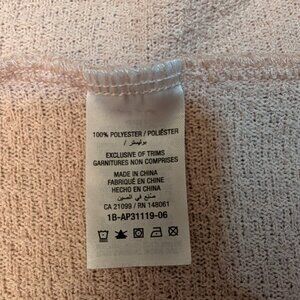 100% POLYESTER / POLIÉSTER
بوليستر /
EXCLUSIVE OF TRIMS
GARNITURES NON COMPRISES
MADE IN CHINA
FABRIQUÉ EN CHINE
HECHO EN CHINA
صنع في الصين
CA 21099 / RN 148061
1B-AP31119-06